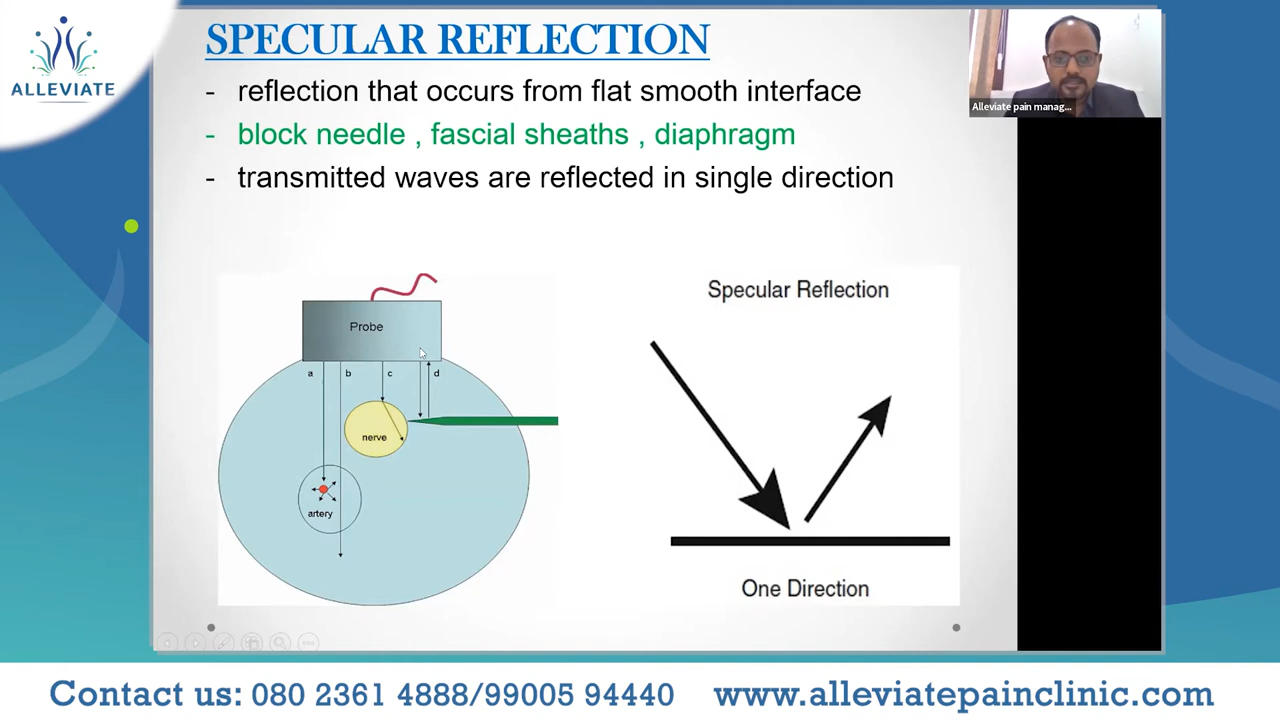 ALLEVIATE
SPECULAR REFLECTION
- reflection that occurs from flat smooth interface
- block needle , fascial sheaths , diaphragm
- transmitted waves are reflected in single direction
Alleviate pain manag...
Probe
a
b
c
d
nerve
artery
Specular Reflection
One Direction
Contact us: 080 2361 4888/99005 94440
www.alleviatepainclinic.com